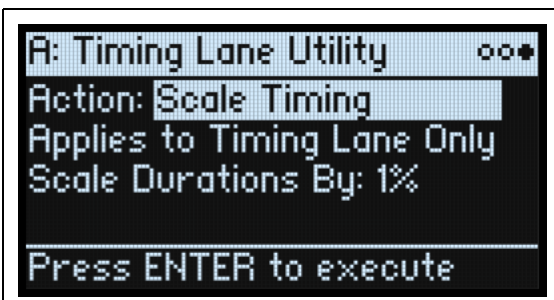 A: Timing Lane Utility
Action: Scale Timing
Applies to Timing Lane Only
Scale Durations By: 1%
Press ENTER to execute